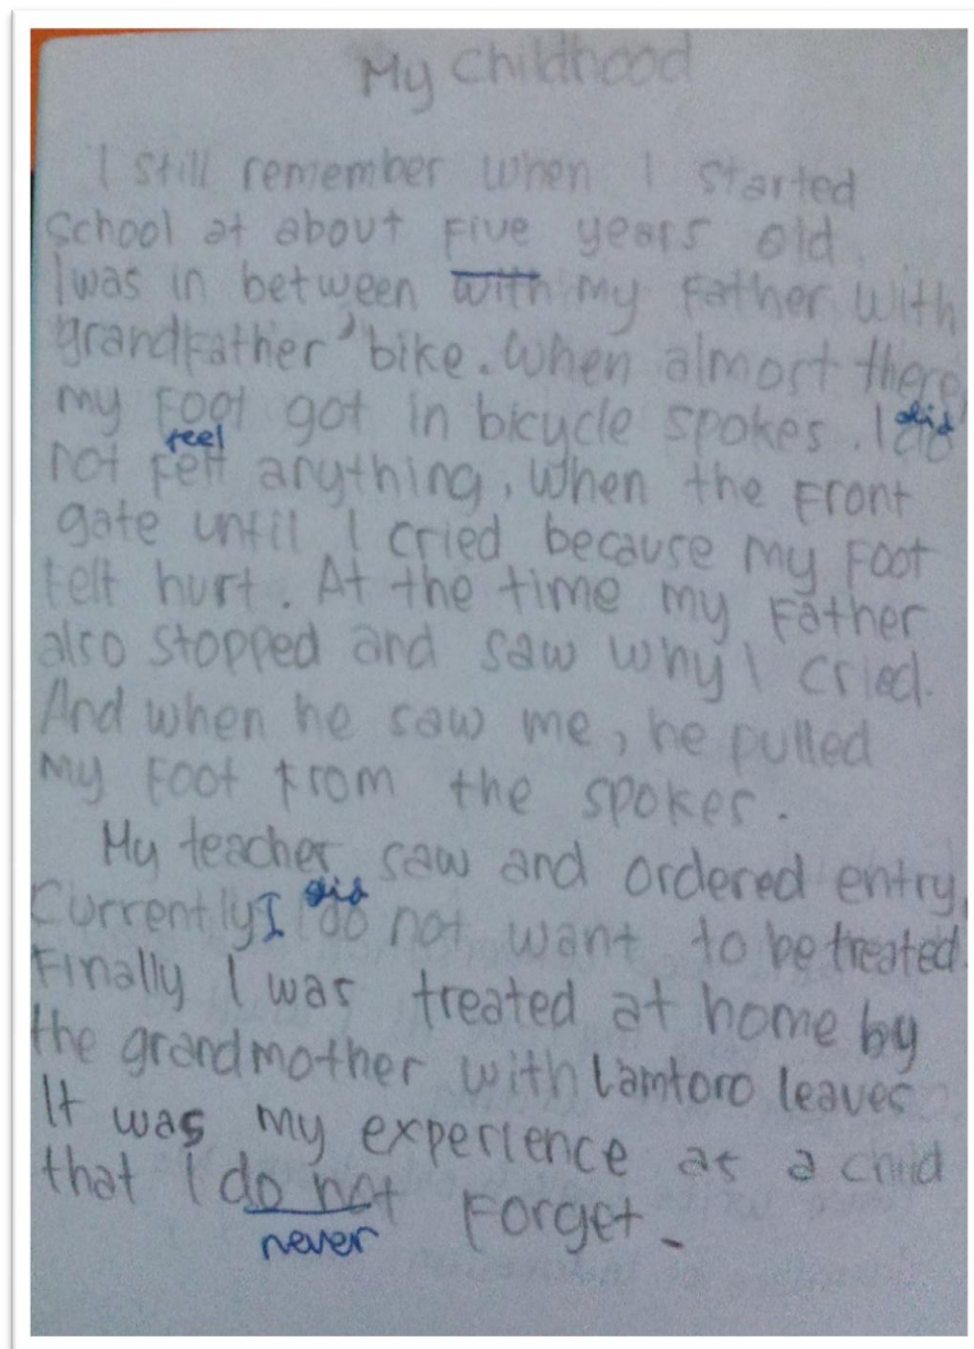 My Childhood
I still remember when I started
School at about Five years old.
I was in between with my Father with
grandFather' bike. When almost there,
my Foot got in bicycle spokes. I did
did
feel
not felt anything, When the Front
gate until I cried because my Foot
felt hurt. At the time my Father
also stopped and saw why I cried.
And when he saw me, he pulled
my Foot from the spokes.
My teacher saw and ordered entry,
did
Currently I do not want to be treated.
Finally I was treated at home by
the grandmother with lamtoro leaves
It was my experience as a child
that I do not Forget.
never